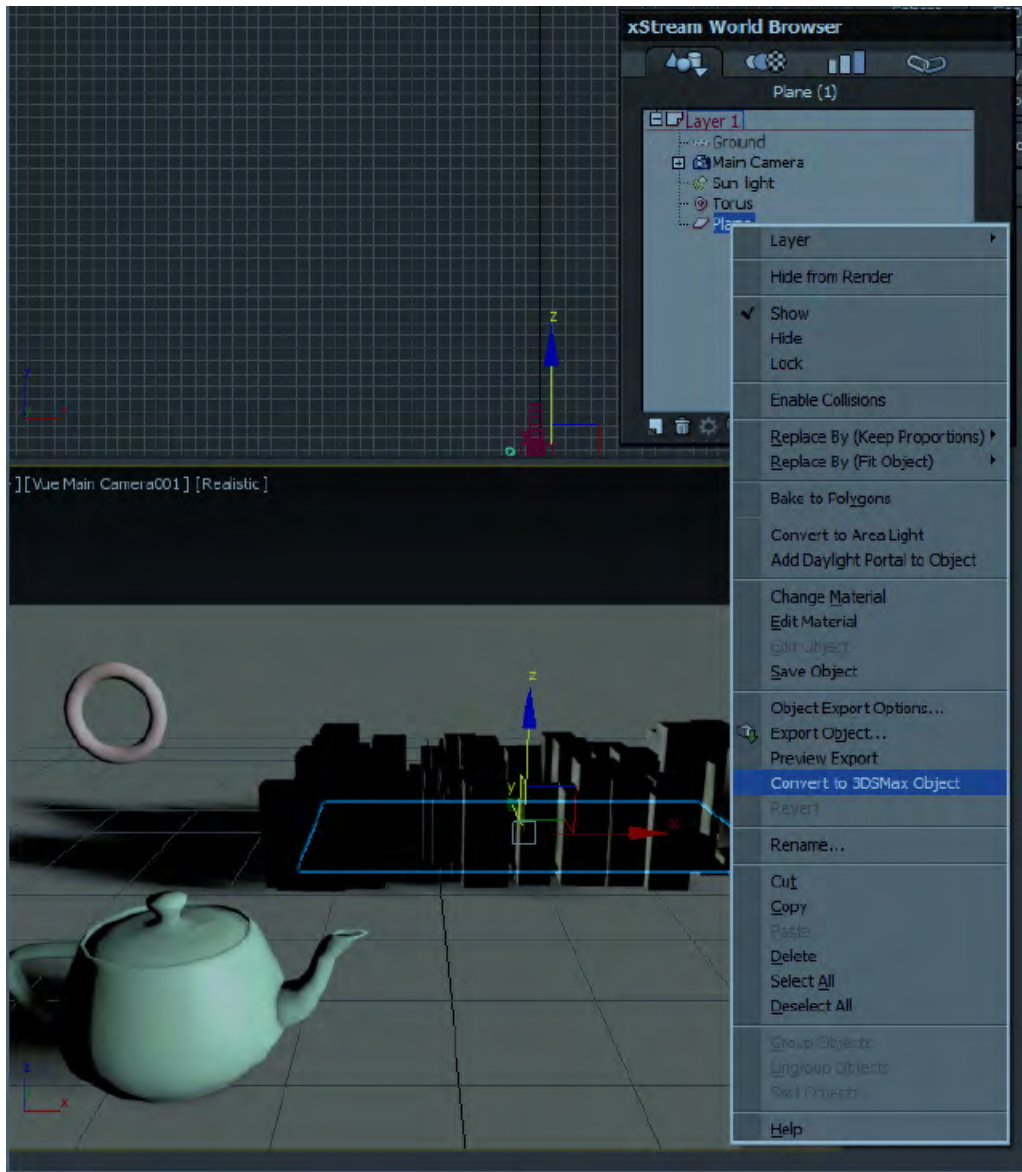 xStream World Browser
Plane (1)
Layer 1
Ground
Main Camera
Sun light
Torus
Layer
Hide from Render
Show
Hide
Lock
Enable Collisions
Replace By (Keep Proportions)
Replace By (Fit Object)
Bake to Polygons
Convert to Area Light
Add Daylight Portal to Object
Change Material
Edit Material
Edit Object
Save Object
Object Export Options...
Export Object...
Preview Export
Convert to 3DSMax Object
Revert
Rename...
Cut
Copy
Paste
Delete
Select All
Deselect All
Group Objects
Ungroup Objects
Help
z
][Vue Main Camera001][Realistic]
z
y
x
z
x